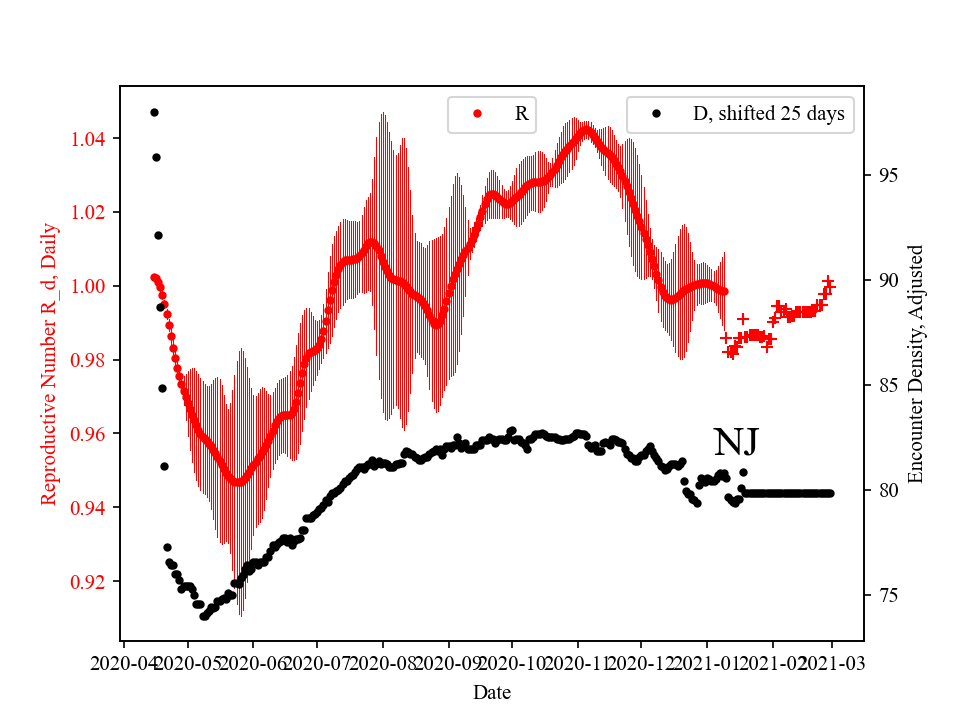 R
D, shifted 25 days
1.04
1.02
1.00
0.98
0.96
0.94
0.92
Reproductive Number R_d, Daily
95
90
85
80
75
Encounter Density, Adjusted
NJ
2020-04 2020-05 2020-06 2020-07 2020-08 2020-09 2020-10 2020-11 2020-12 2021-01 2021-02 2021-03
Date